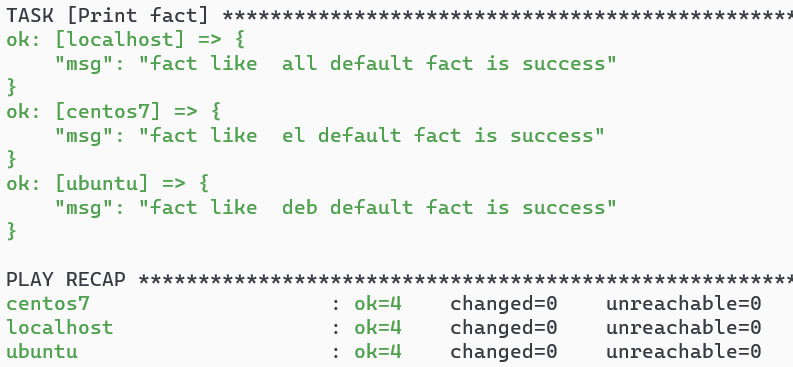 TASK [Print fact] ************************************************
ok: [localhost] => {
    "msg": "fact like  all default fact is success"
}
ok: [centos7] => {
    "msg": "fact like  el default fact is success"
}
ok: [ubuntu] => {
    "msg": "fact like  deb default fact is success"
}
PLAY RECAP *******************************************************
centos7                    : ok=4    changed=0    unreachable=0
localhost                  : ok=4    changed=0    unreachable=0
ubuntu                     : ok=4    changed=0    unreachable=0